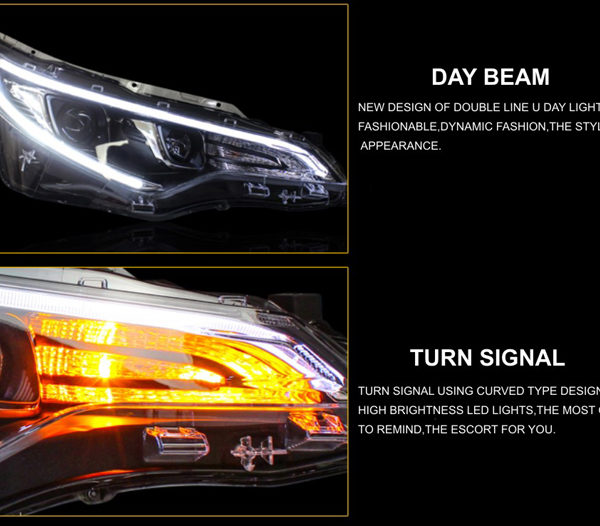 DAY BEAM
NEW DESIGN OF DOUBLE LINE U DAY LIGHT
FASHIONABLE,DYNAMIC FASHION,THE STYL
APPEARANCE.
TURN SIGNAL
TURN SIGNAL USING CURVED TYPE DESIGN
HIGH BRIGHTNESS LED LIGHTS,THE MOST
TO REMIND,THE ESCORT FOR YOU.